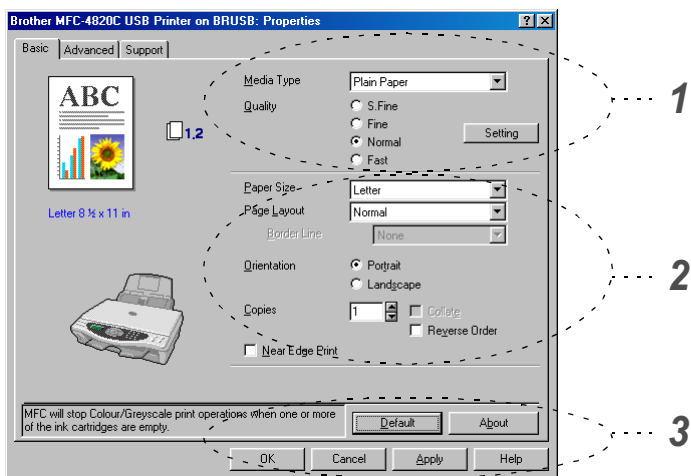 Brother MFC-4820C USB Printer on BRUSB: Properties
Basic Advanced Support
Media Type Plain Paper
Quality S.Fine
Fine
Normal
Fast
Setting
1
ABC
1.2
Letter 8 ½ x 11 in
Paper Size Letter
Page Layout Normal
Border Line None
Orientation Portrait
Landscape
Copies 1 Collate
Reverse Order
Near Edge Print
2
MFC will stop Colour/Greyscale print operations when one or more
of the ink cartridges are empty.
Default About
OK Cancel Apply Help
3